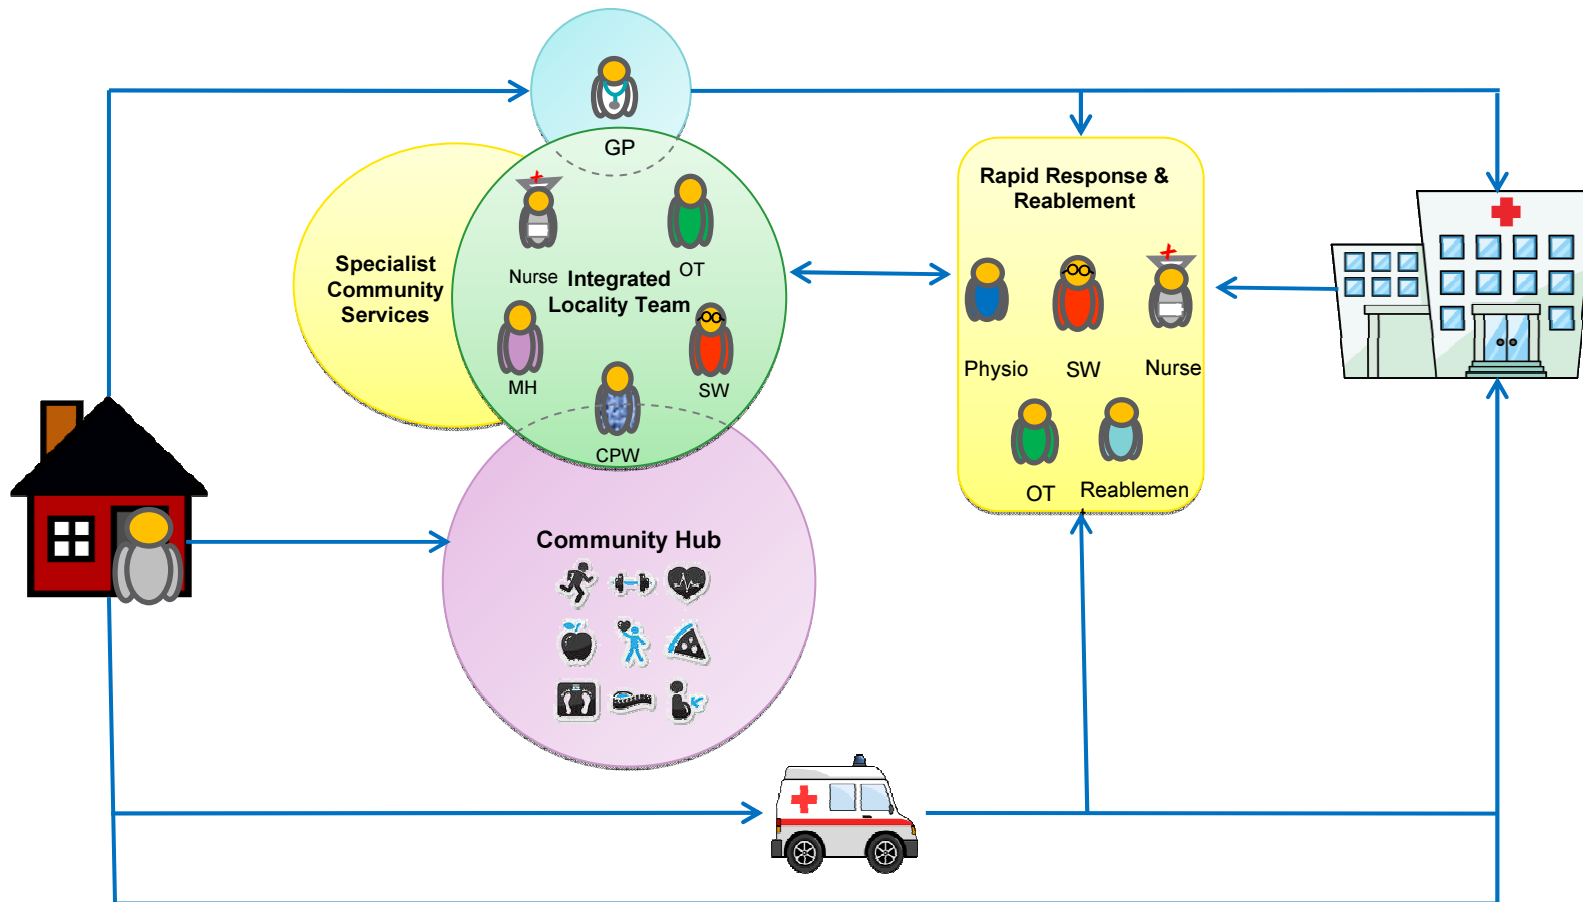 GP
Specialist
Community
Services
Nurse
OT
Integrated
Locality Team
MH
SW
CPW
Community Hub
Rapid Response &
Reablement
Physio
SW
Nurse
OT
Reablemen